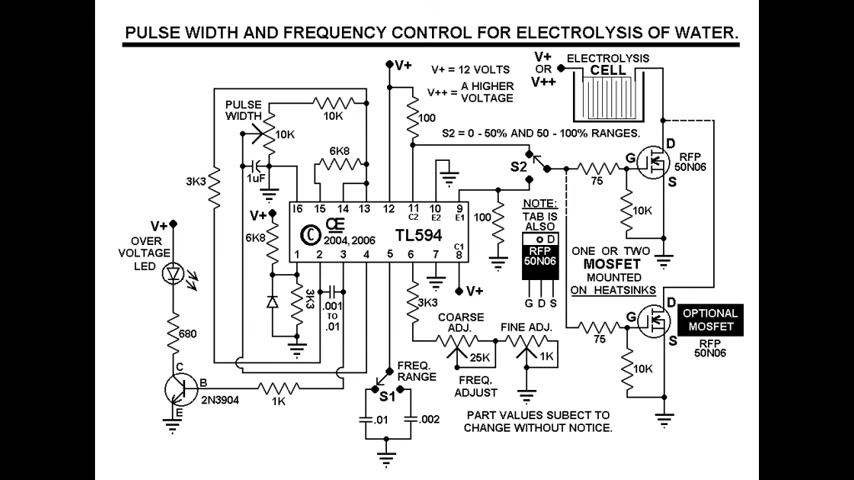 PULSE WIDTH AND FREQUENCY CONTROL FOR ELECTROLYSIS OF WATER.
V+
V+ = 12 VOLTS
V++ = A HIGHER
VOLTAGE
V+
OR
V++
ELECTROLYSIS
CELL
PULSE
WIDTH
10K
10K
100
S2 = 0 - 50% AND 50 - 100% RANGES.
6K8
1uF
3K3
S2
75
G
D
S
RFP
50N06
10K
16
15
14
13
12
11
C2
10
E2
9
E1
© OE
2004, 2006
TL594
1
2
3
4
5
6
7
C1
8
V+
6K8
100
NOTE:
TAB IS
ALSO
D
RFP
50N06
G D S
ONE OR TWO
MOSFET
MOUNTED
ON HEATSINKS
V+
OVER
VOLTAGE
LED
3K3
.001
TO
.01
V+
3K3
COARSE
ADJ.
FINE ADJ.
25K
1K
FREQ.
ADJUST
75
G
D
S
10K
OPTIONAL
MOSFET
RFP
50N06
680
C
B
E
2N3904
1K
FREQ.
RANGE
S1
.01
.002
PART VALUES SUBECT TO
CHANGE WITHOUT NOTICE.